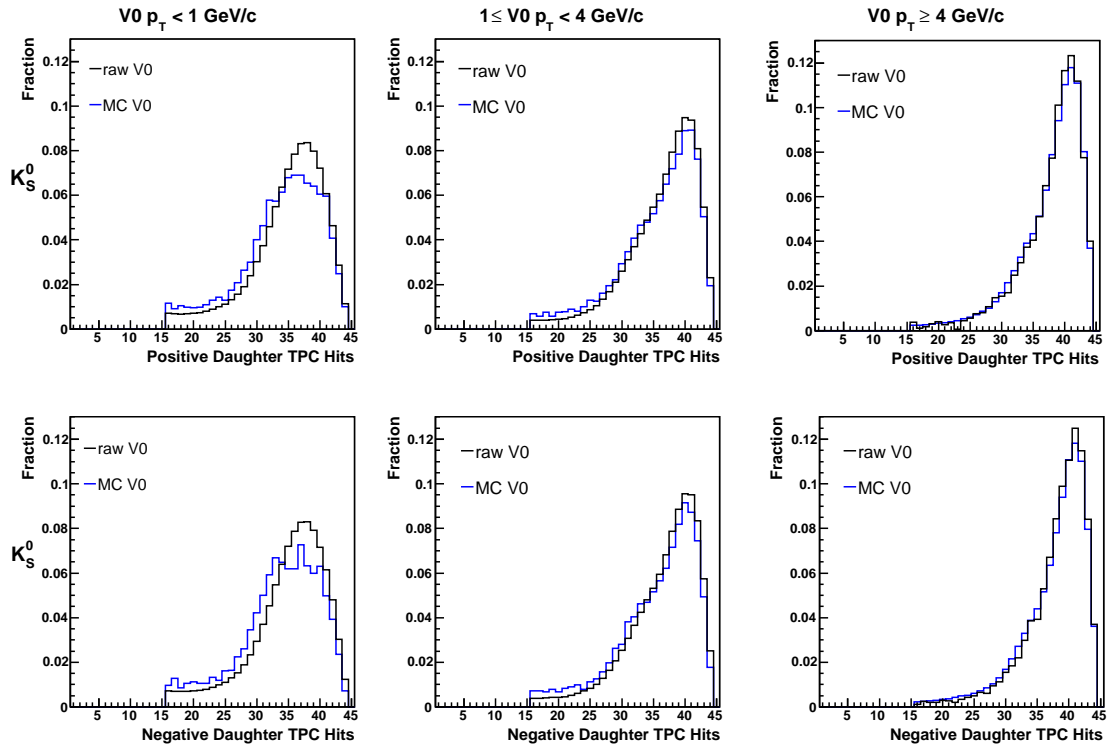 V0 p_T < 1 GeV/c
1≤ V0 p_T < 4 GeV/c
V0 p_T ≥ 4 GeV/c
Fraction
0.12
0.1
0.08
0.06
0.04
0.02
0
raw V0
MC V0
K_S^0
5 10 15 20 25 30 35 40 45
Positive Daughter TPC Hits
Fraction
0.12
0.1
0.08
0.06
0.04
0.02
0
raw V0
MC V0
5 10 15 20 25 30 35 40 45
Positive Daughter TPC Hits
Fraction
0.12
0.1
0.08
0.06
0.04
0.02
0
raw V0
MC V0
5 10 15 20 25 30 35 40 45
Positive Daughter TPC Hits
Fraction
0.12
0.1
0.08
0.06
0.04
0.02
0
raw V0
MC V0
K_S^0
5 10 15 20 25 30 35 40 45
Negative Daughter TPC Hits
Fraction
0.12
0.1
0.08
0.06
0.04
0.02
0
raw V0
MC V0
5 10 15 20 25 30 35 40 45
Negative Daughter TPC Hits
Fraction
0.12
0.1
0.08
0.06
0.04
0.02
0
raw V0
MC V0
5 10 15 20 25 30 35 40 45
Negative Daughter TPC Hits